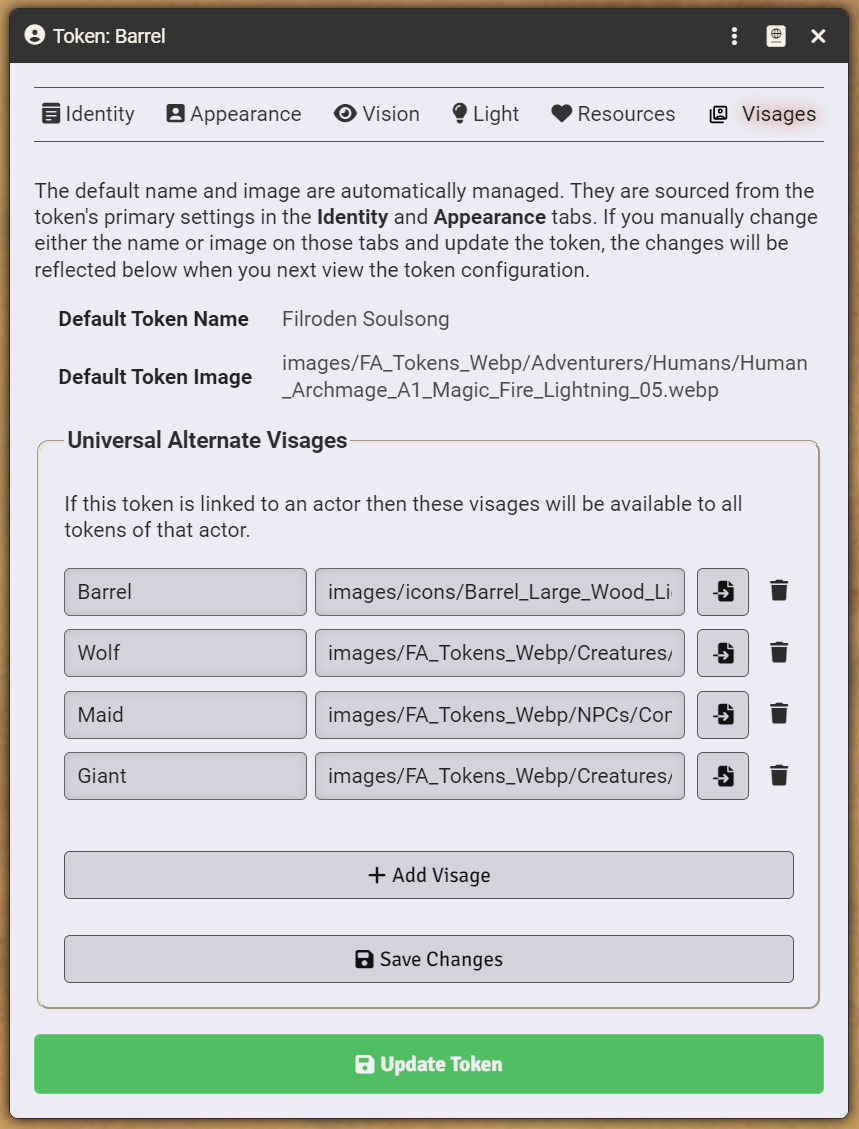 Token: Barrel
Identity Appearance Vision Light Resources Visages
The default name and image are automatically managed. They are sourced from the
token's primary settings in the Identity and Appearance tabs. If you manually change
either the name or image on those tabs and update the token, the changes will be
reflected below when you next view the token configuration.
Default Token Name Filroden Soulsong
Default Token Image images/FA_Tokens_Webp/Adventurers/Humans/Human
_Archmage_A1_Magic_Fire_Lightning_05.webp
Universal Alternate Visages
If this token is linked to an actor then these visages will be available to all
tokens of that actor.
Barrel images/icons/Barrel_Large_Wood_Li
Wolf images/FA_Tokens_Webp/Creatures/
Maid images/FA_Tokens_Webp/NPCs/Cor
Giant images/FA_Tokens_Webp/Creatures/
Add Visage
Save Changes
Update Token